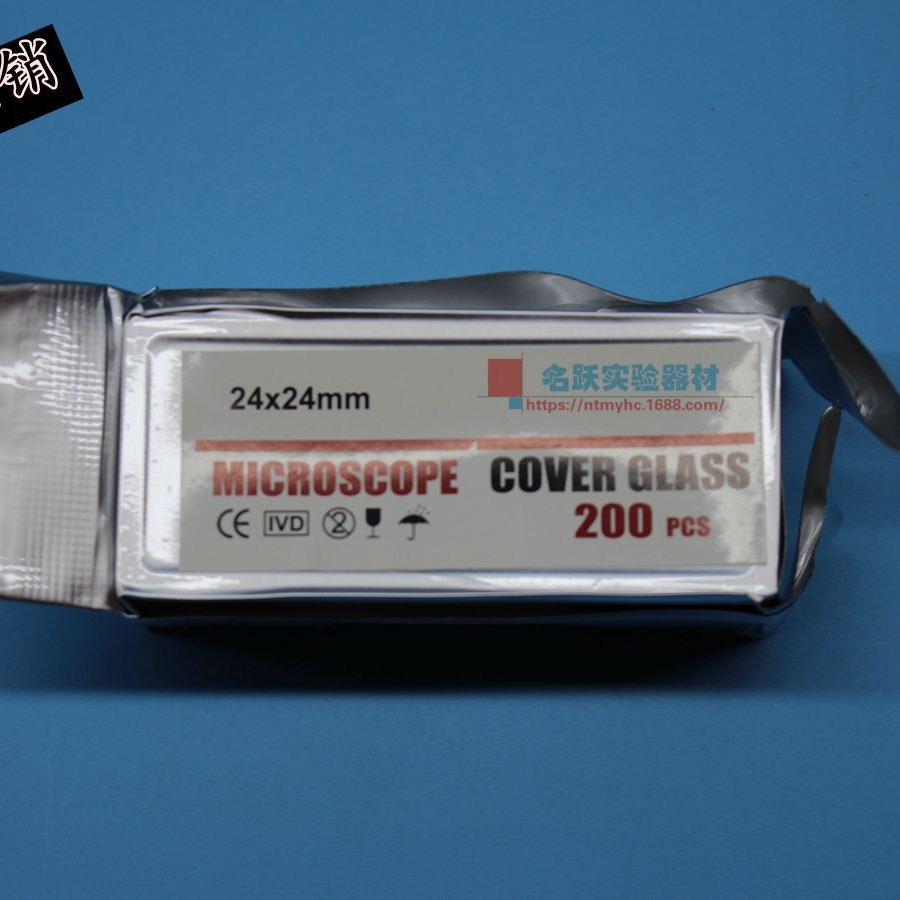 销
24x24mm
名跃实验器材
https://ntmyhc.1688.com/
MICROSCOPE COVER GLASS
CE IVD 2
200 PCS